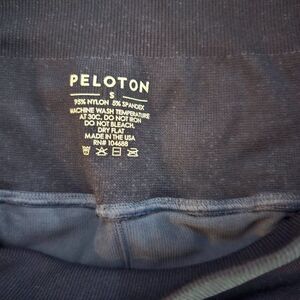 PELOTON
S
95% NYLON 5% SPANDEX
MACHINE WASH TEMPERATURE
AT 30C, DO NOT IRON
DO NOT BLEACH,
DRY FLAT
MADE IN THE USA
RN# 104688